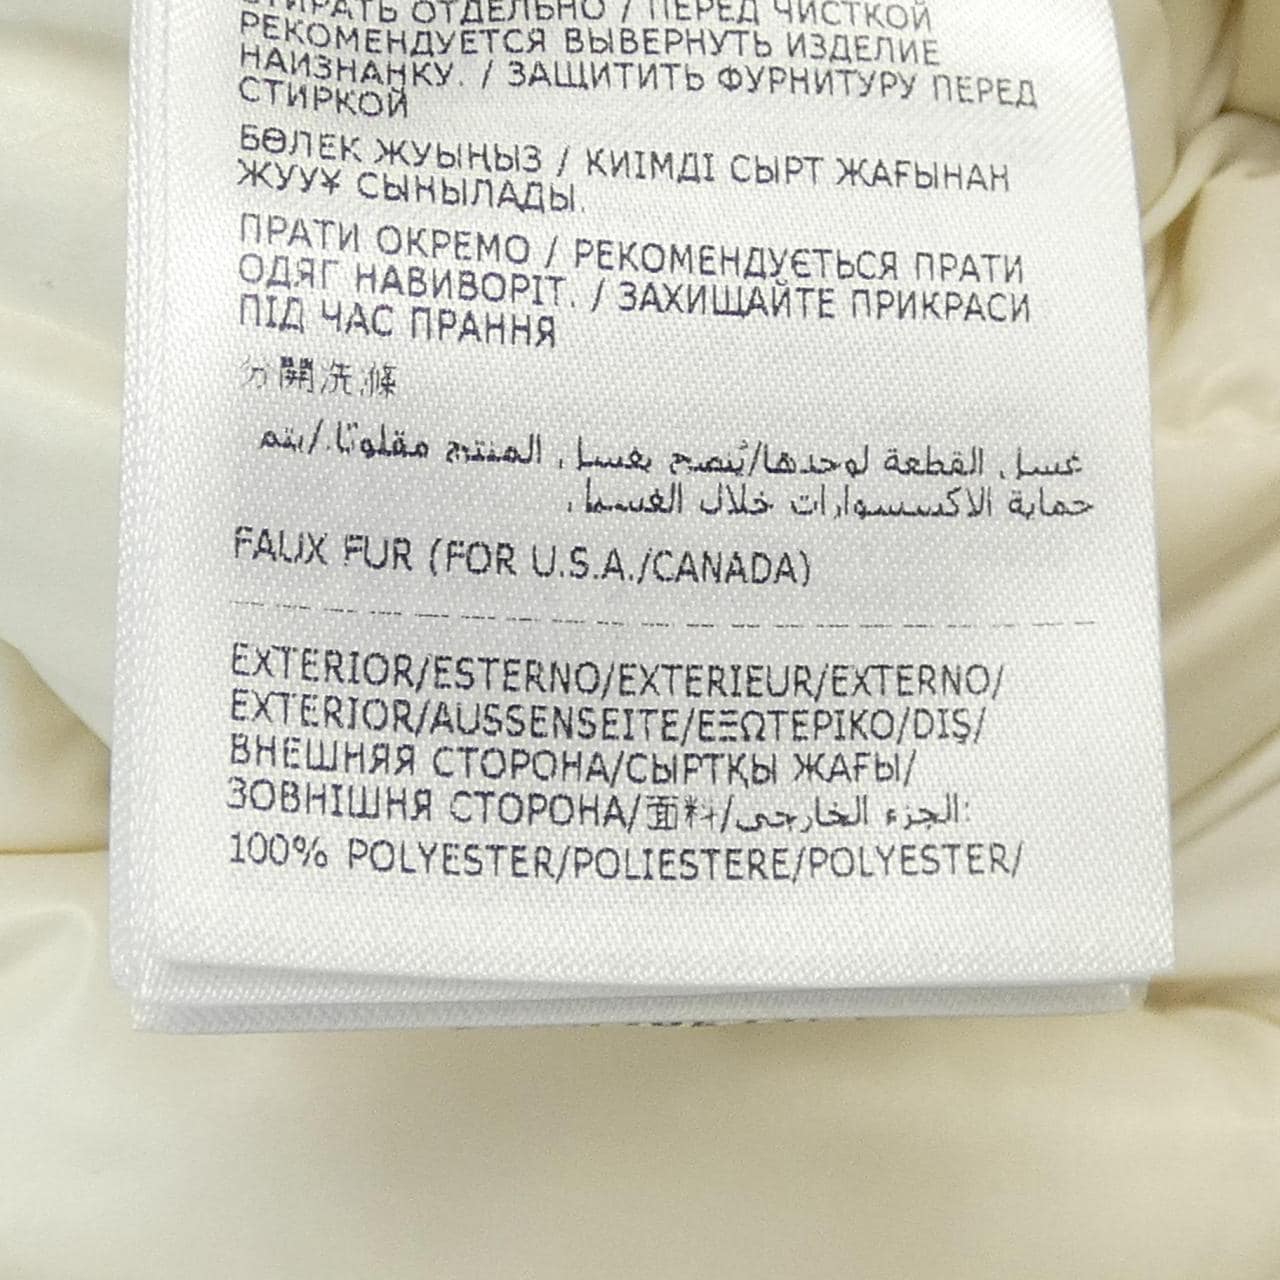 СТИРАТЬ ОТДЕЛЬНО / ПЕРЕД ЧИСТКОЙ
РЕКОМЕНДУЕТСЯ ВЫВЕРНУТЬ ИЗДЕЛИЕ
НАИЗНАНКУ. / ЗАЩИТИТЬ ФУРНИТУРУ ПЕРЕД
СТИРКОЙ
БӨЛЕК ЖУЫҢЫЗ / КИІМДІ СЫРТ ЖАҒЫНАН
ЖУУ¥ СЫНЫЛАДЫ.
ПРАТИ ОКРЕМО / РЕКОМЕНДУЄТЬСЯ ПРАТИ
ОДЯГ НАВИВОРІТ. / ЗАХИЩАЙТЕ ПРИКРАСИ
ПІД ЧАС ПРАННЯ
分開洗滌
غسل القطعة لوحدها/يُنصح بغسل المنتج مقلوبًا./يتم
حماية الاكسسوارات خلال الغسل.
FAUX FUR (FOR U.S.A./CANADA)
EXTERIOR/ESTERNO/EXTERIEUR/EXTERNO/
EXTERIOR/AUSSENSEITE/ΕΞΩΤΕΡΙΚΟ/DIŞ/
ВНЕШНЯЯ СТОРОНА/СЫРТҚЫ ЖАҒЫ/
ЗОВНІШНЯ СТОРОНА/面料/الجزء الخارجي:
100% POLYESTER/POLIESTERE/POLYESTER/